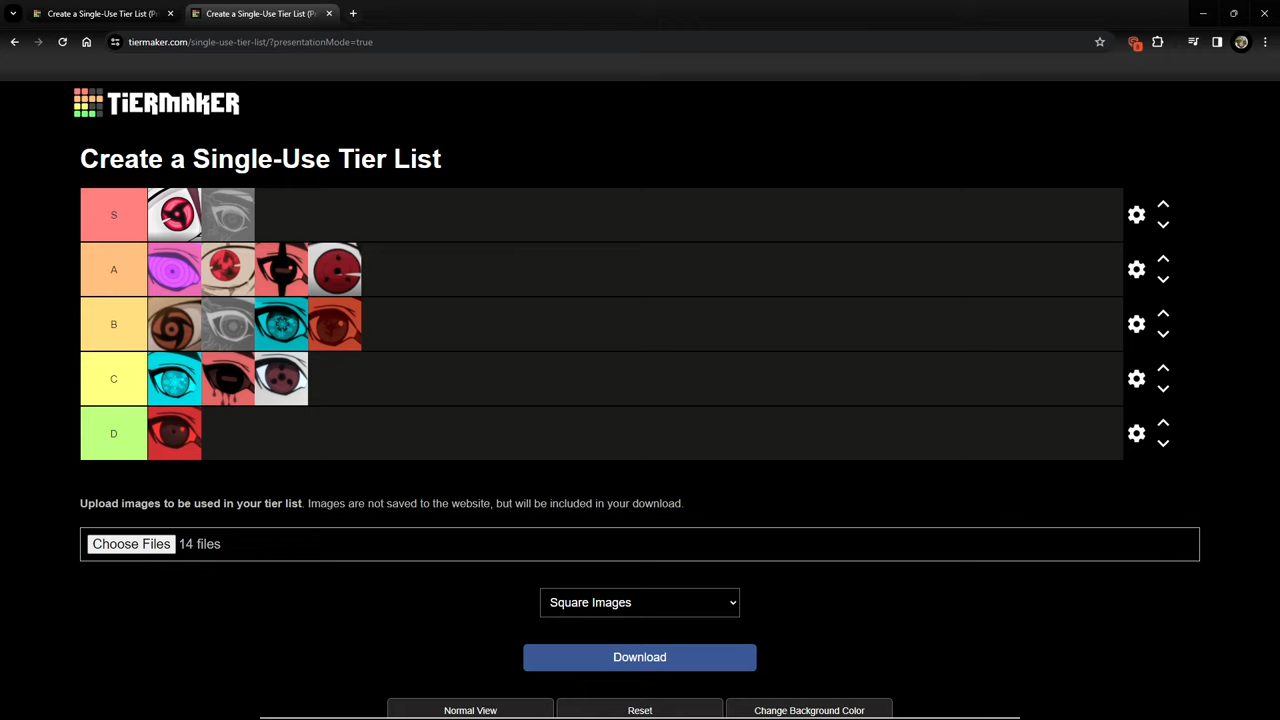 Create a Single-Use Tier List (P
Create a Single-Use Tier List (P
tiermaker.com/single-use-tier-list/?presentationMode=true
TiERMAKER
Create a Single-Use Tier List
S
A
B
C
D
Upload images to be used in your tier list. Images are not saved to the website, but will be included in your download.
Choose Files 14 files
Square Images
Download
Normal View
Reset
Change Background Color